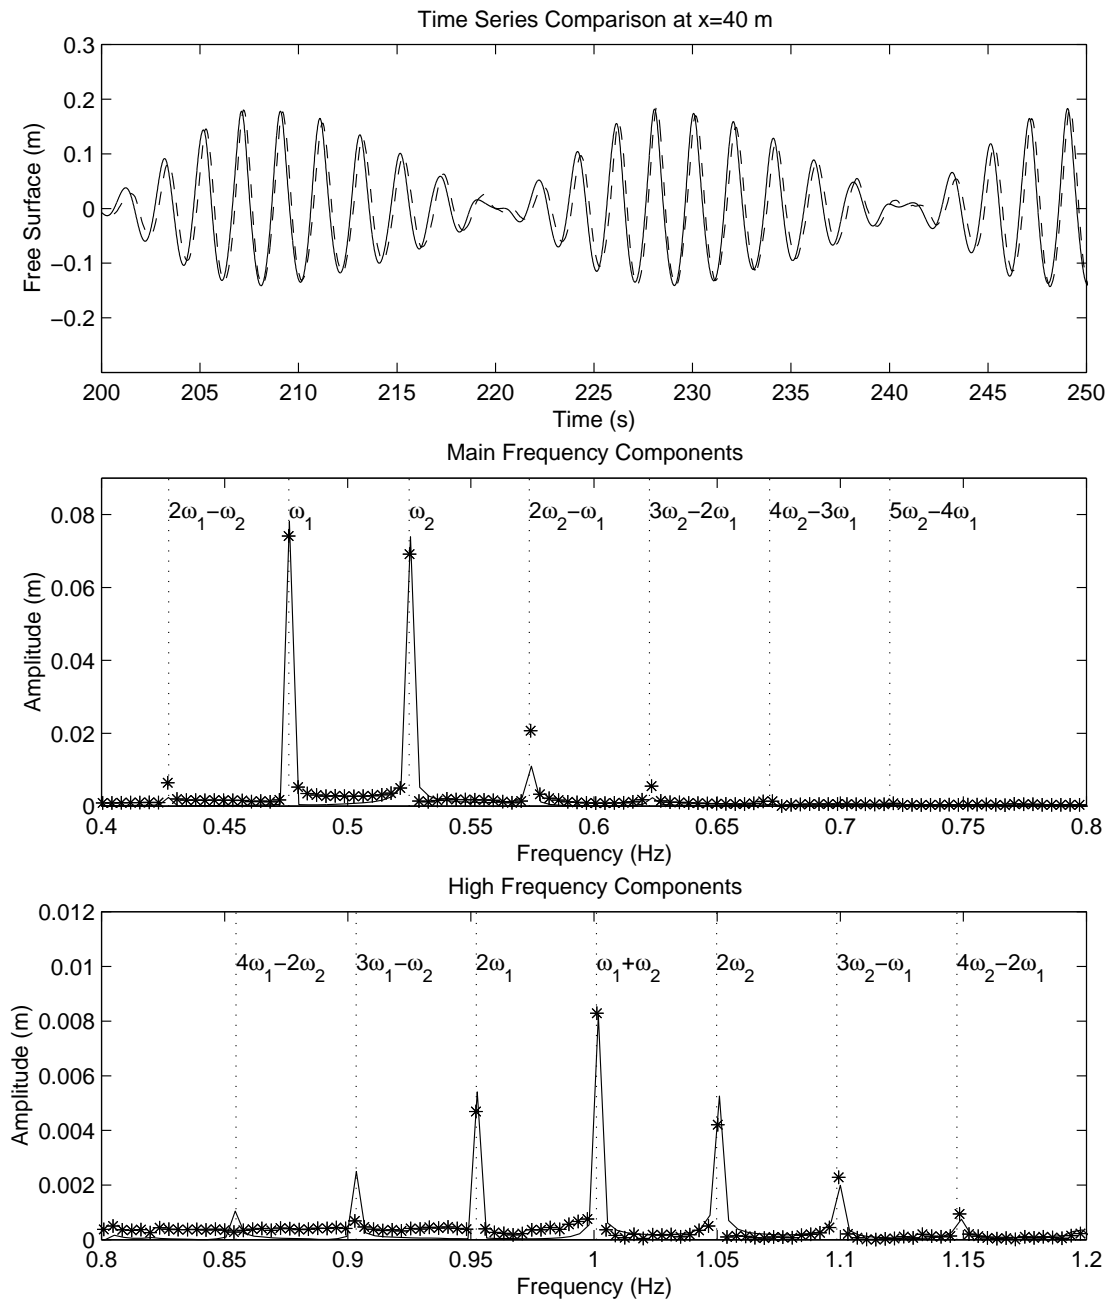 Time Series Comparison at x=40 m
0.3
0.2
0.1
0
−0.1
−0.2
Free Surface (m)
200 205 210 215 220 225 230 235 240 245 250
Time (s)
Main Frequency Components
2ω1−ω2 ω1 ω2 2ω2−ω1 3ω2−2ω1 4ω2−3ω1 5ω2−4ω1
0.08
0.06
0.04
0.02
0
Amplitude (m)
0.4 0.45 0.5 0.55 0.6 0.65 0.7 0.75 0.8
Frequency (Hz)
High Frequency Components
0.012
0.01
0.008
0.006
0.004
0.002
0
Amplitude (m)
4ω1−2ω2 3ω1−ω2 2ω1 ω1+ω2 2ω2 3ω2−ω1 4ω2−2ω1
0.8 0.85 0.9 0.95 1 1.05 1.1 1.15 1.2
Frequency (Hz)